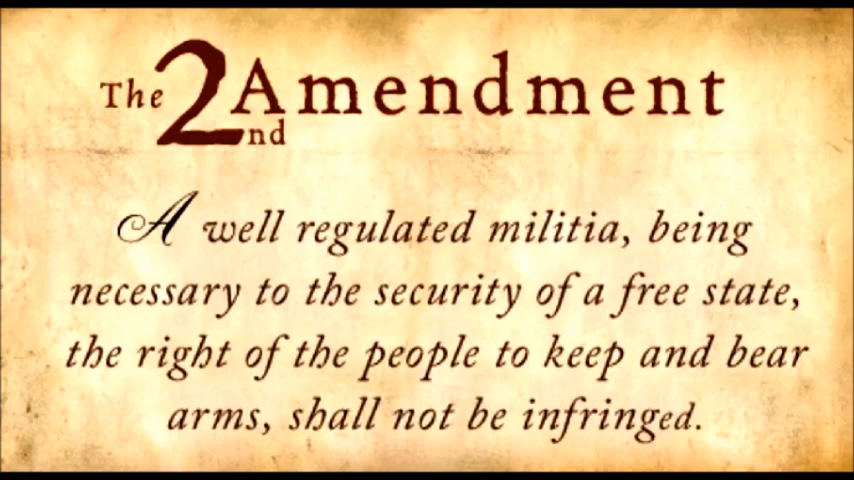 The 2nd Amendment
A well regulated militia, being
necessary to the security of a free state,
the right of the people to keep and bear
arms, shall not be infringed.